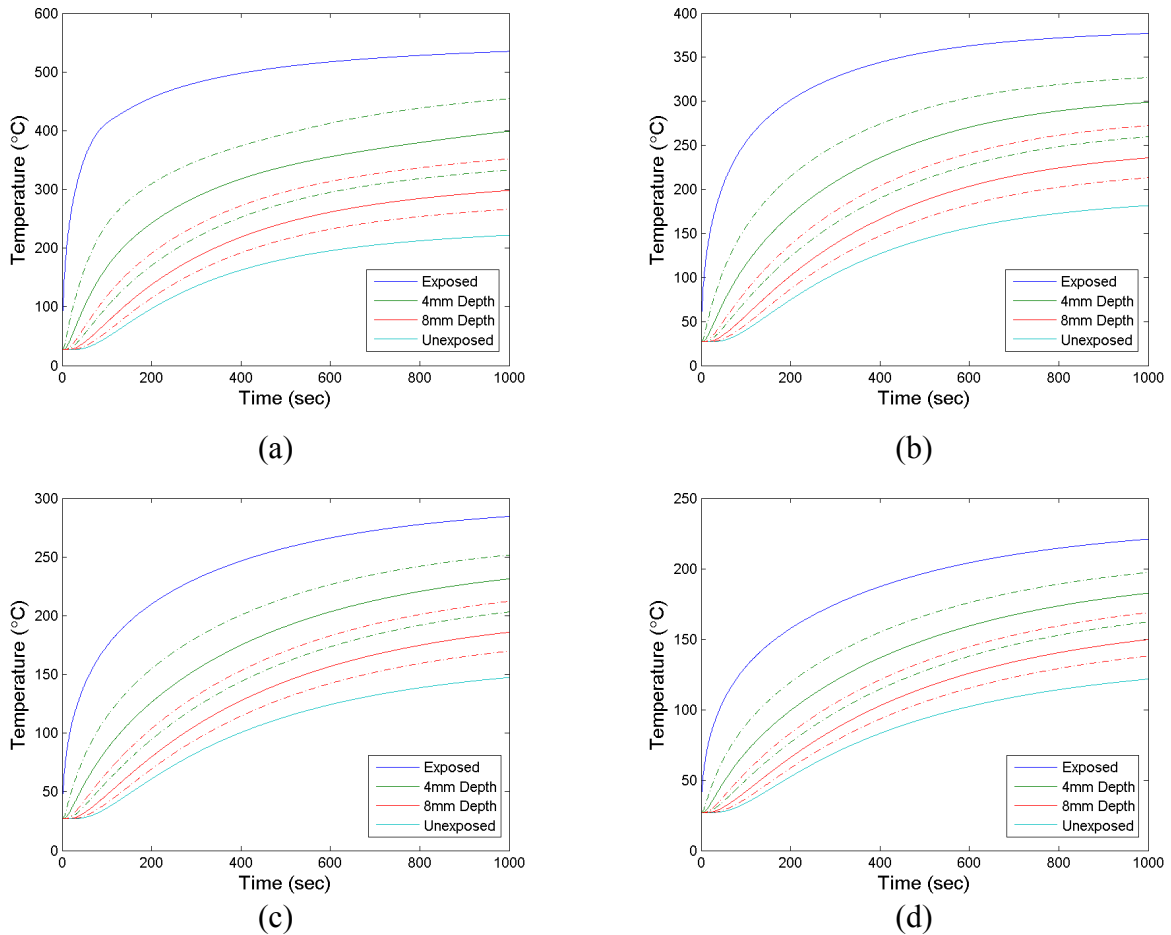 600
500
400
300
200
100
0
Temperature (°C)
0 200 400 600 800 1000
Time (sec)
Exposed
4mm Depth
8mm Depth
Unexposed
(a)
400
350
300
250
200
150
100
50
0
Temperature (°C)
0 200 400 600 800 1000
Time (sec)
Exposed
4mm Depth
8mm Depth
Unexposed
(b)
300
250
200
150
100
50
0
Temperature (°C)
0 200 400 600 800 1000
Time (sec)
Exposed
4mm Depth
8mm Depth
Unexposed
(c)
250
200
150
100
50
0
Temperature (°C)
0 200 400 600 800 1000
Time (sec)
Exposed
4mm Depth
8mm Depth
Unexposed
(d)